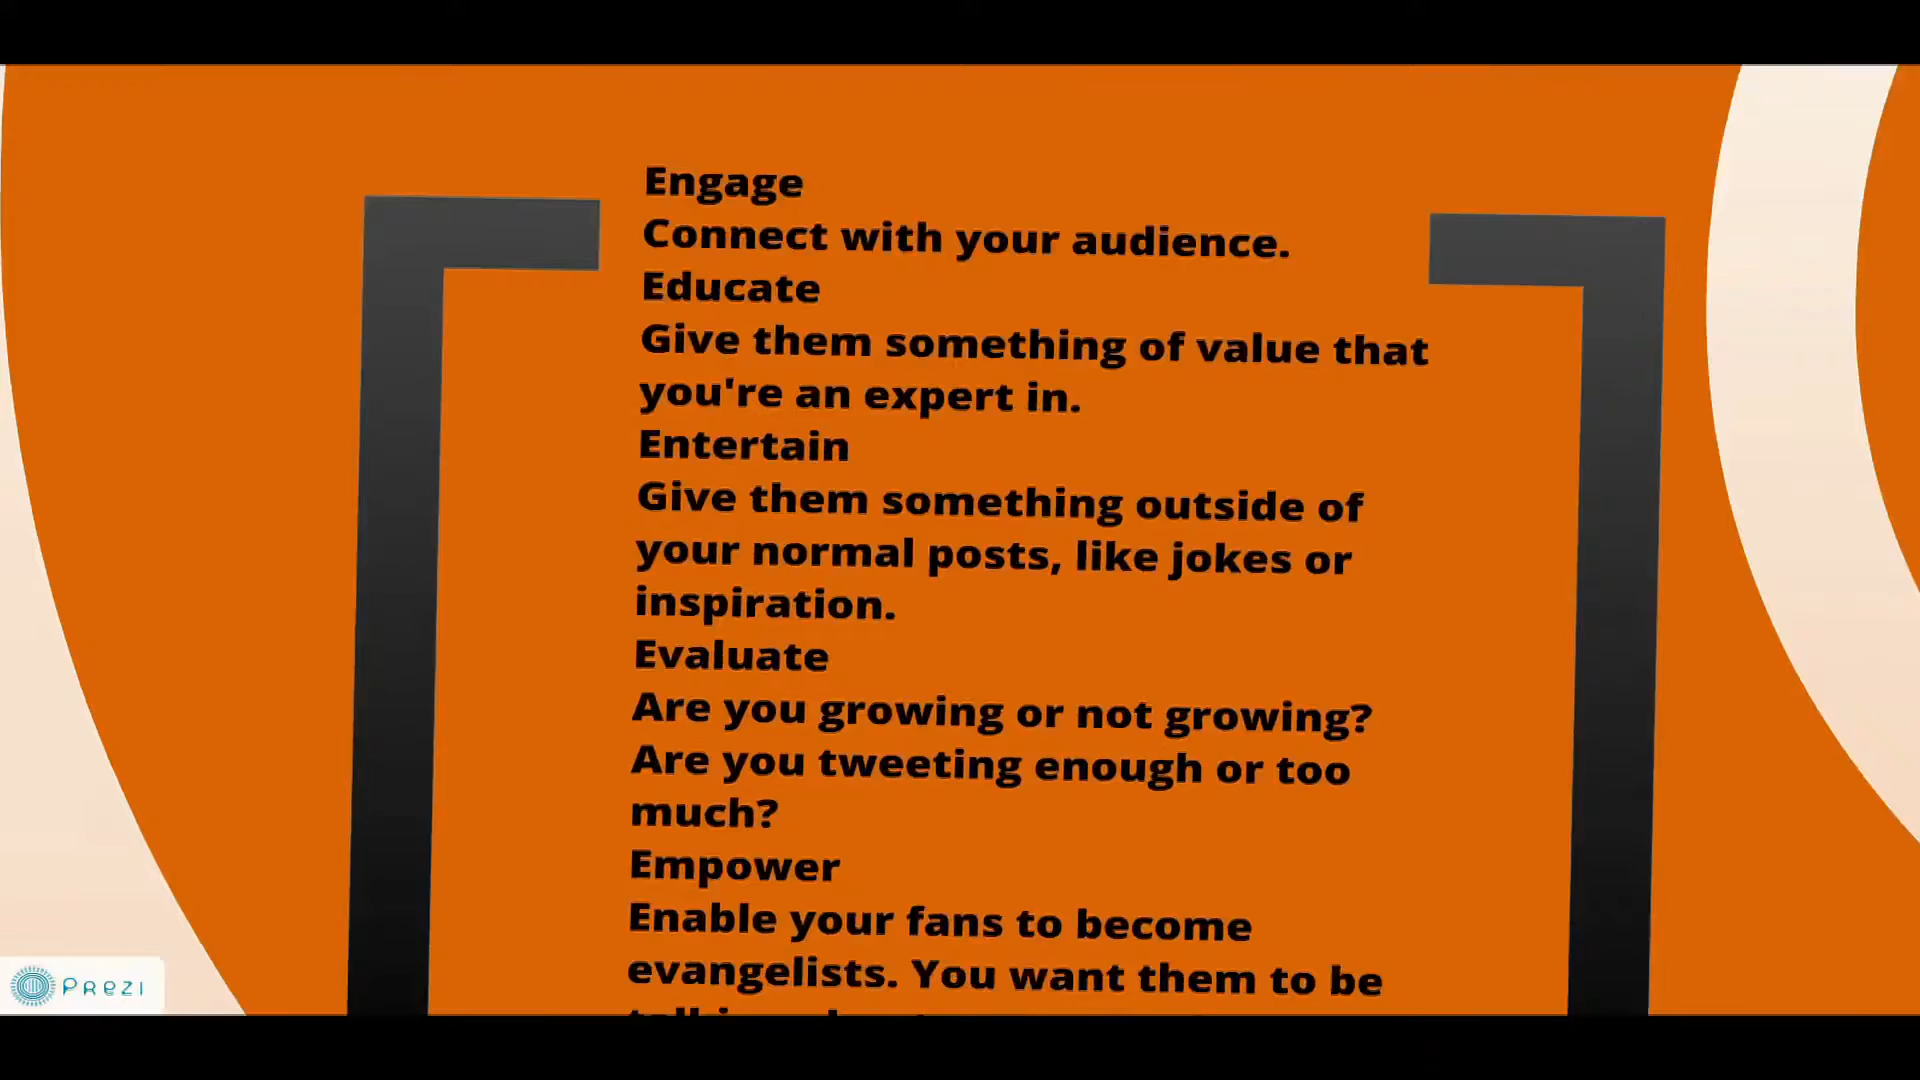 Engage
Connect with your audience.
Educate
Give them something of value that
you're an expert in.
Entertain
Give them something outside of
your normal posts, like jokes or
inspiration.
Evaluate
Are you growing or not growing?
Are you tweeting enough or too
much?
Empower
Enable your fans to become
evangelists. You want them to be
Prezi